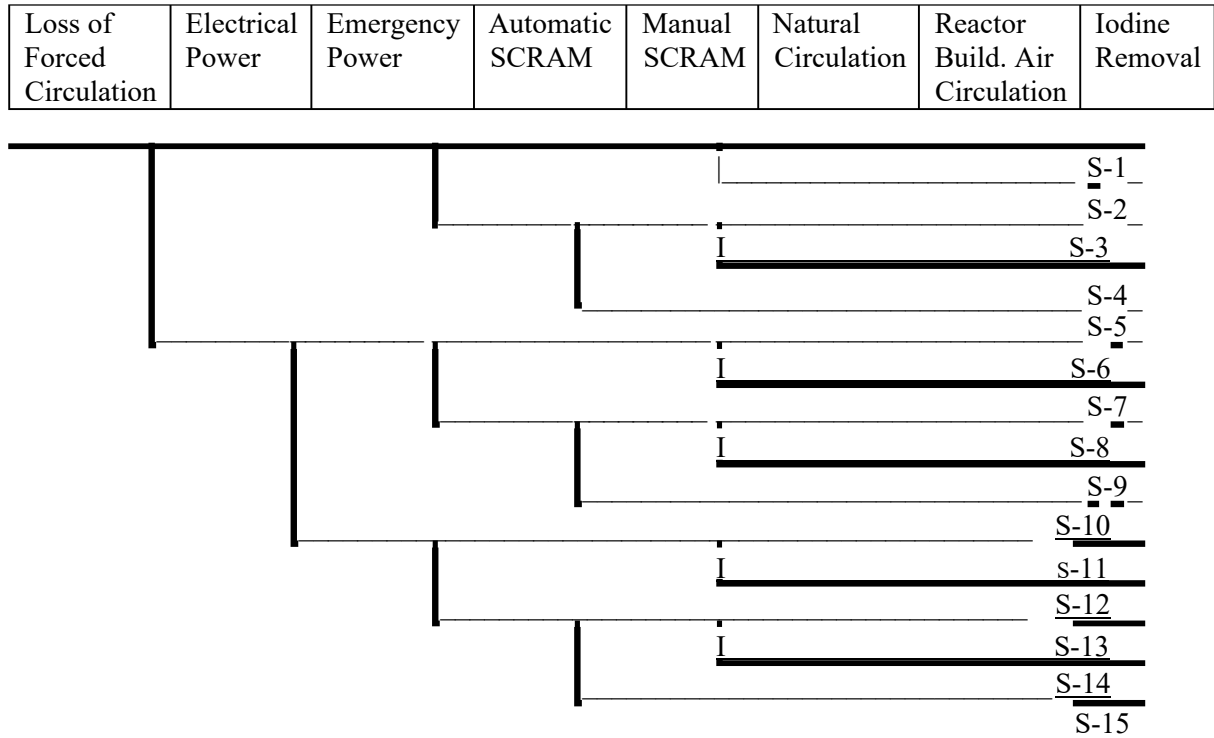 Loss of Forced Circulation
Electrical Power
Emergency Power
Automatic SCRAM
Manual SCRAM
Natural Circulation
Reactor Build. Air Circulation
Iodine Removal
S-1
S-2
I S-3
S-4
S-5
I S-6
S-7
I S-8
S-9
S-10
I S-11
S-12
I S-13
S-14
S-15